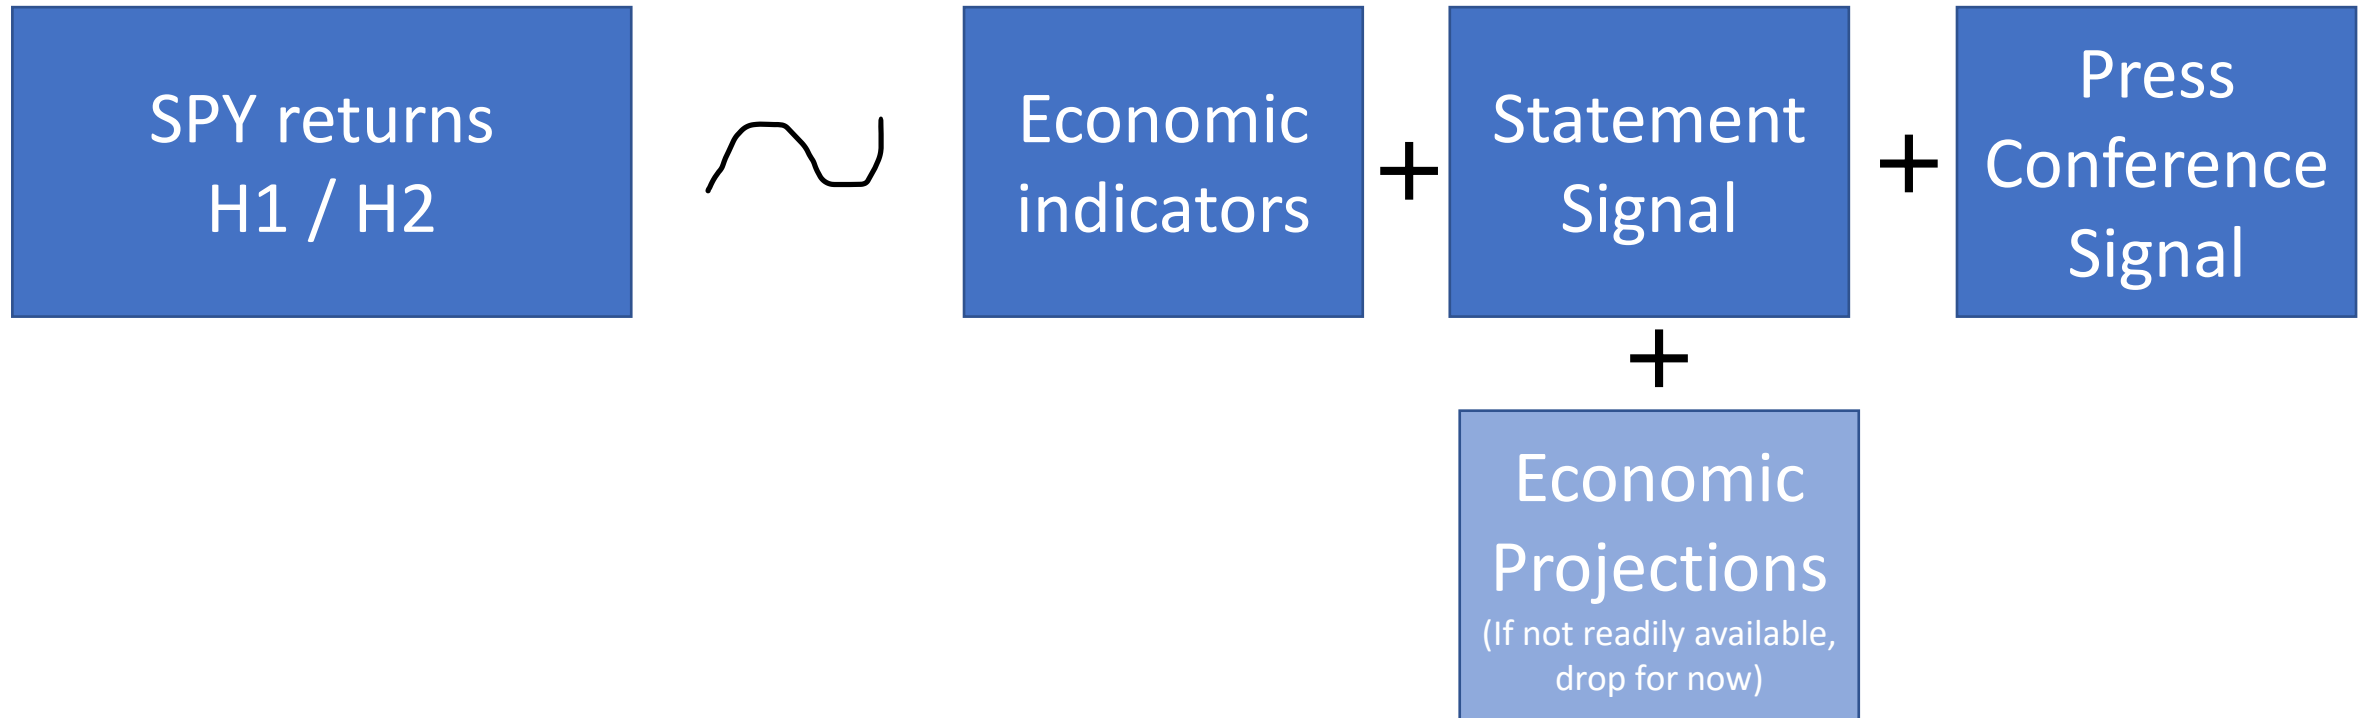 SPY returns
H1 / H2
Economic
indicators
+
Statement
Signal
+
Press
Conference
Signal
+
Economic
Projections
(If not readily available,
drop for now)